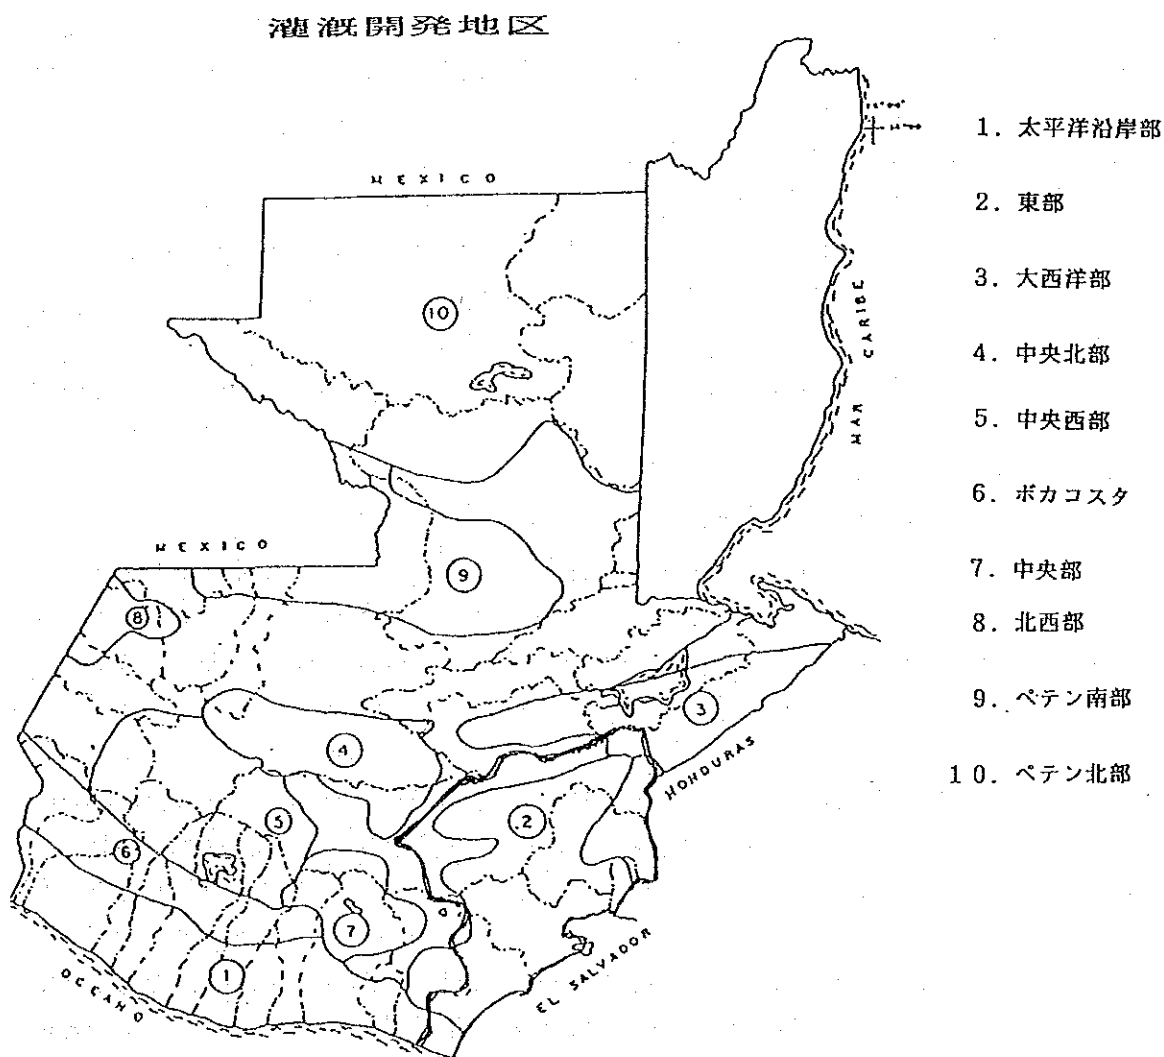 灌漑開発地区
MEXICO
MAR CARIBE
MEXICO
HONDURAS
EL SALVADOR
OCEANO
10
9
8
3
4
2
5
6
7
1
1. 太平洋沿岸部
2. 東部
3. 大西洋部
4. 中央北部
5. 中央西部
6. ボカコスタ
7. 中央部
8. 北西部
9. ペテン南部
10. ペテン北部